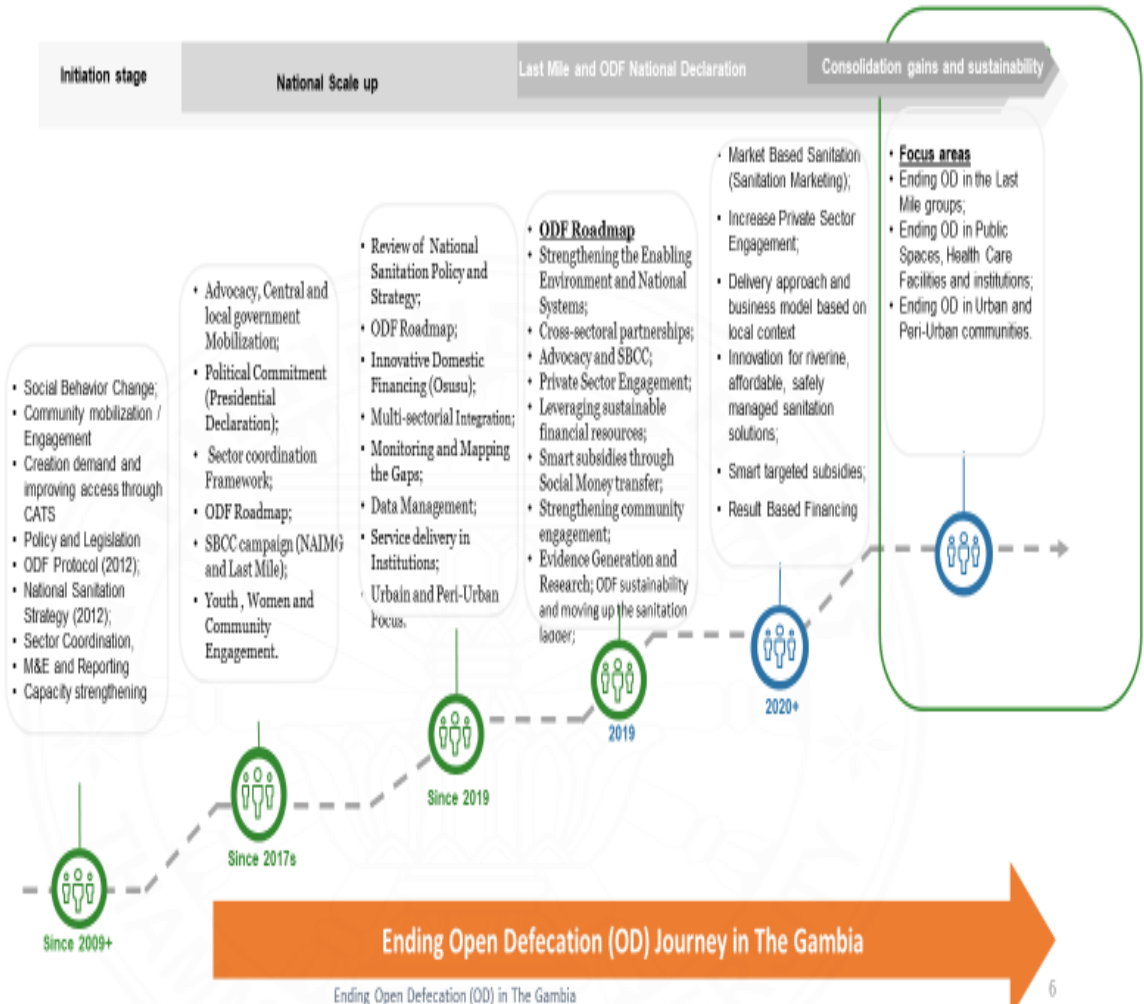 Initiation stage
National Scale up
Last Mile and ODF National Declaration
Consolidation gains and sustainability
• Social Behavior Change;
• Community mobilization /
Engagement
• Creation demand and
improving access through
CATS
• Policy and Legislation
• ODF Protocol (2012);
• National Sanitation
Strategy (2012);
• Sector Coordination,
• M&E and Reporting
• Capacity strengthening
Since 2009+
• Advocacy, Central and
local government
Mobilization;
• Political Commitment
(Presidential
Declaration);
• Sector coordination
Framework;
• ODF Roadmap;
• SBCC campaign (NAIMG
and Last Mile);
• Youth , Women and
Community
Engagement.
Since 2017s
• Review of National
Sanitation Policy and
Strategy;
• ODF Roadmap;
• Innovative Domestic
Financing (Osusu);
• Multi-sectorial Integration;
• Monitoring and Mapping
the Gaps;
• Data Management;
• Service delivery in
Institutions;
• Urbain and Peri-Urban
Focus.
Since 2019
• ODF Roadmap
• Strengthening the Enabling
Environment and National
Systems;
• Cross-sectoral partnerships;
• Advocacy and SBCC;
• Private Sector Engagement;
• Leveraging sustainable
financial resources;
• Smart subsidies through
Social Money transfer;
• Strengthening community
engagement;
• Evidence Generation and
Research; ODF sustainability
and moving up the sanitation
ladder;
2019
• Market Based Sanitation
(Sanitation Marketing);
• Increase Private Sector
Engagement;
• Delivery approach and
business model based on
local context
• Innovation for riverine,
affordable, safely
managed sanitation
solutions;
• Smart targeted subsidies;
• Result Based Financing
2020+
• Focus areas
• Ending OD in the Last
Mile groups;
• Ending OD in Public
Spaces, Health Care
Facilities and institutions;
• Ending OD in Urban and
Peri-Urban communities.
Ending Open Defecation (OD) Journey in The Gambia
Ending Open Defecation (OD) in The Gambia
6